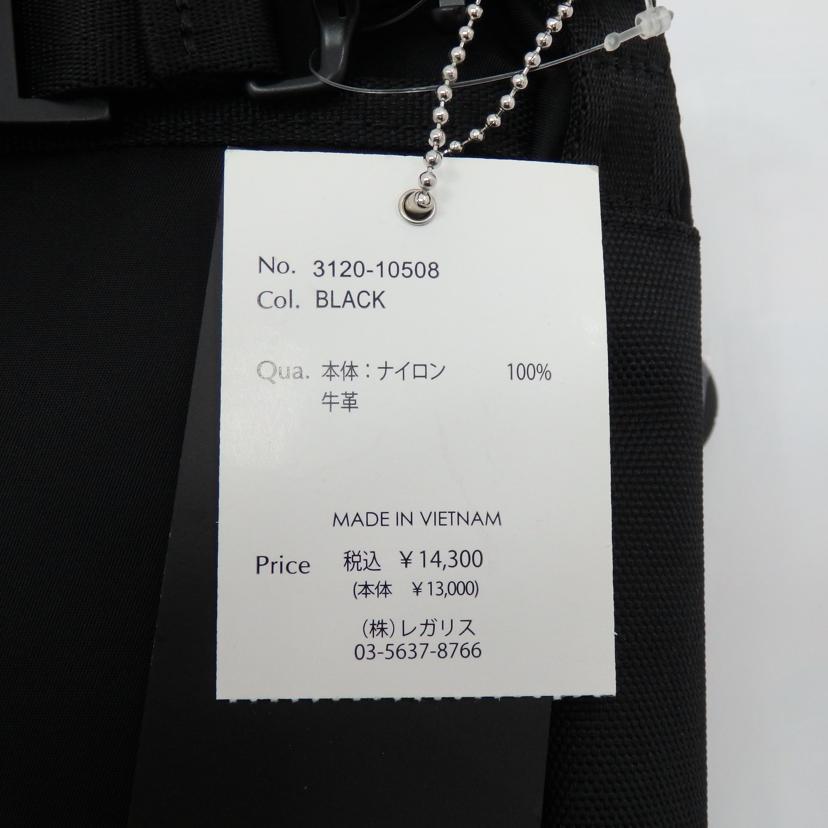 No. 3120-10508
Col. BLACK
Qua. 本体：ナイロン 100%
牛革
MADE IN VIETNAM
Price 税込 ￥14,300
(本体 ￥13,000)
（株）レガリス
03-5637-8766